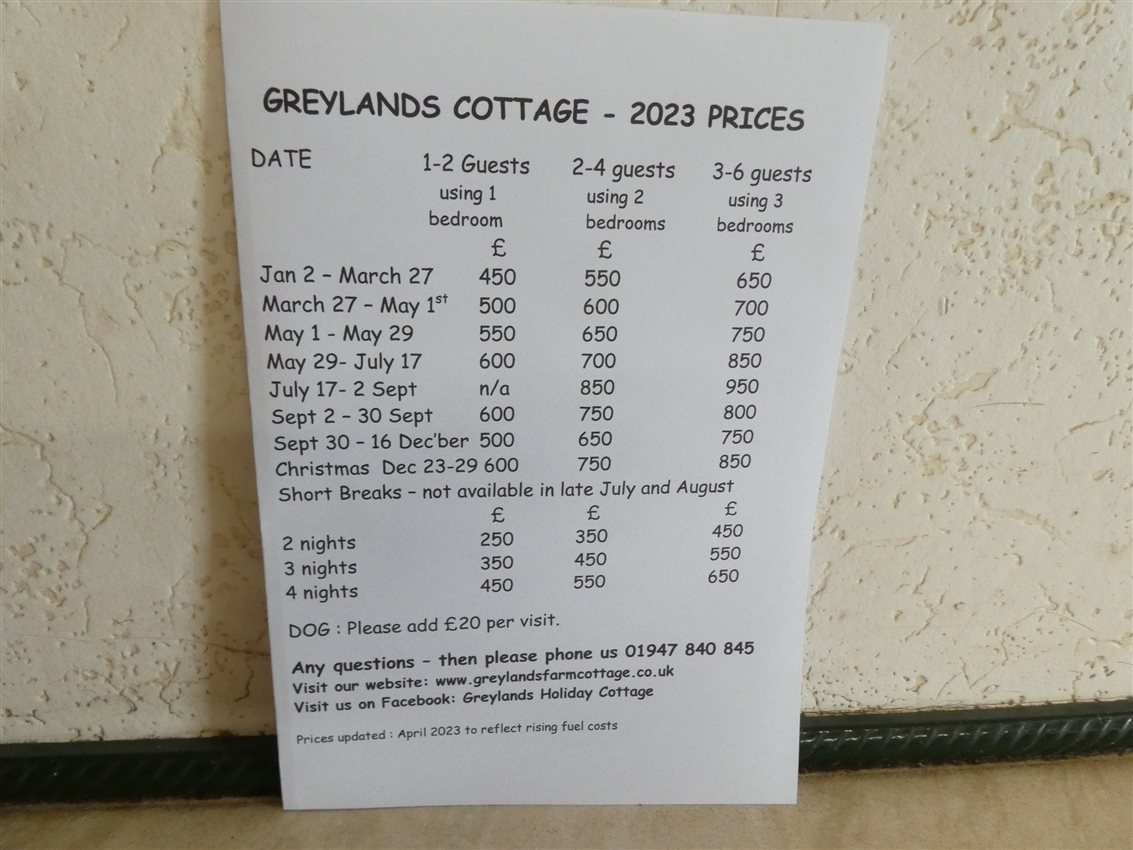 GREYLANDS COTTAGE - 2023 PRICES
DATE 1-2 Guests 2-4 guests 3-6 guests
using 1 using 2 using 3
bedroom bedrooms bedrooms
£ £ £
Jan 2 – March 27 450 550 650
March 27 – May 1st 500 600 700
May 1 - May 29 550 650 750
May 29- July 17 600 700 850
July 17- 2 Sept n/a 850 950
Sept 2 – 30 Sept 600 750 800
Sept 30 – 16 Dec'ber 500 650 750
Christmas Dec 23-29 600 750 850
Short Breaks – not available in late July and August
£ £ £
2 nights 250 350 450
3 nights 350 450 550
4 nights 450 550 650
DOG : Please add £20 per visit.
Any questions – then please phone us 01947 840 845
Visit our website: www.greylandsfarmcottage.co.uk
Visit us on Facebook: Greylands Holiday Cottage
Prices updated : April 2023 to reflect rising fuel costs